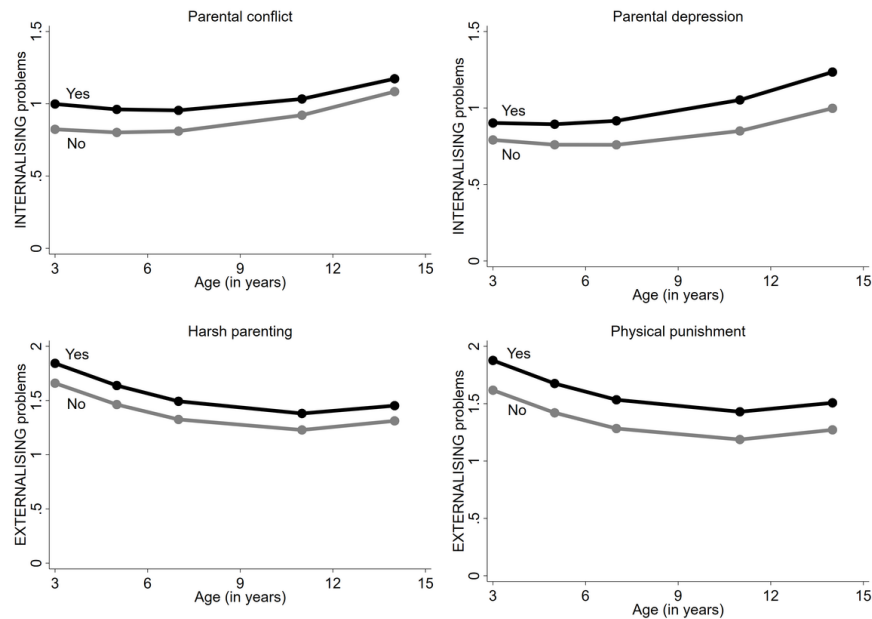 Parental conflict
INTERNALISING problems
1.5
1
.5
0
Yes
No
3 6 9 12 15
Age (in years)
Parental depression
INTERNALISING problems
1.5
1
.5
0
Yes
No
3 6 9 12 15
Age (in years)
Harsh parenting
EXTERNALISING problems
2
1.5
1
.5
0
Yes
No
3 6 9 12 15
Age (in years)
Physical punishment
EXTERNALISING problems
2
1.5
1
.5
0
Yes
No
3 6 9 12 15
Age (in years)